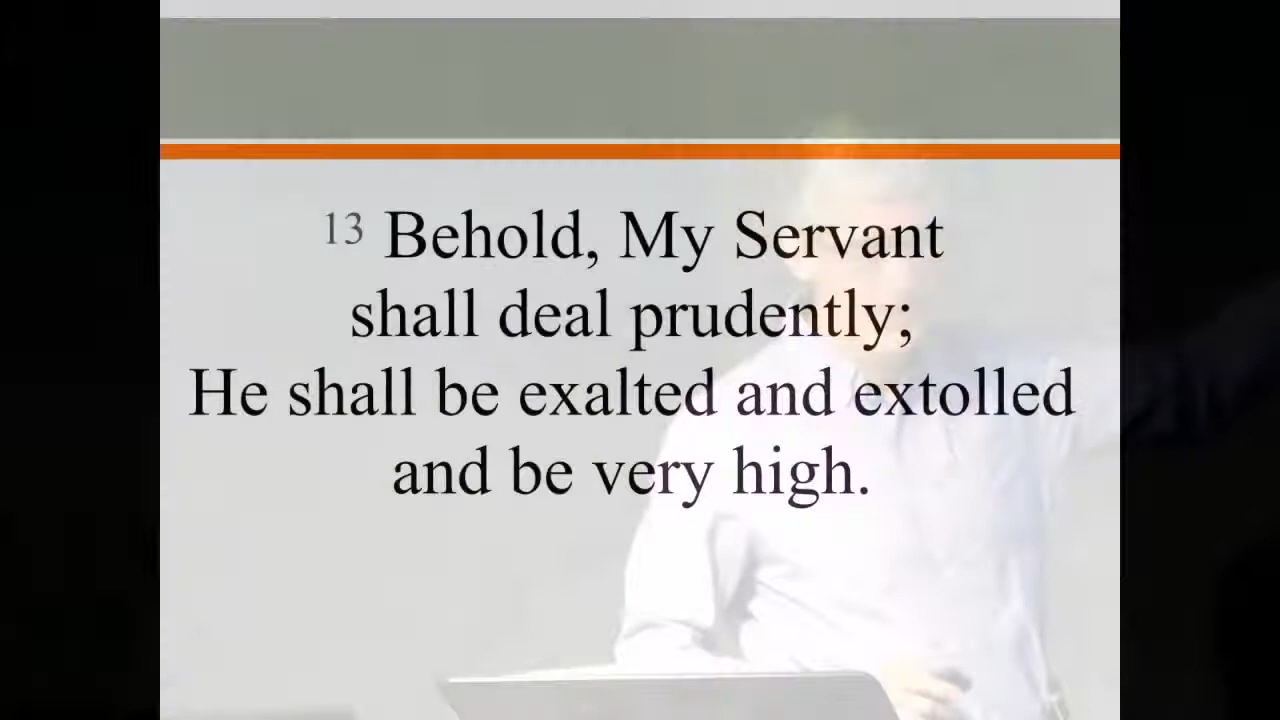 13 Behold, My Servant
shall deal prudently;
He shall be exalted and extolled
and be very high.